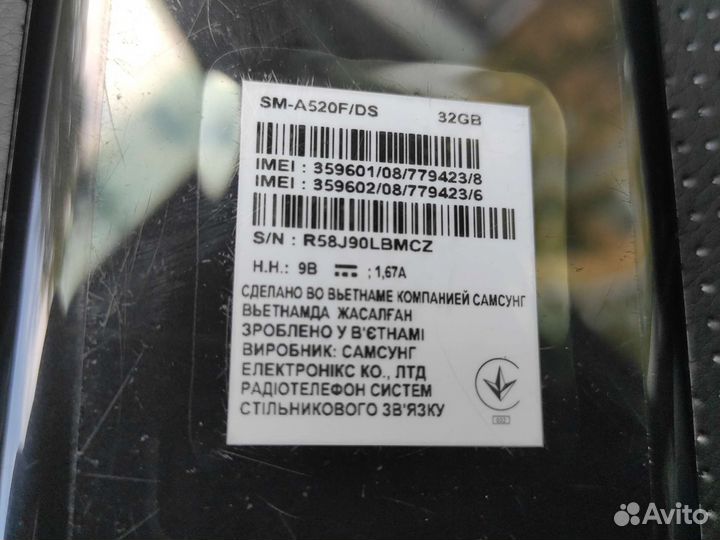 SM-A520F/DS 32GB
IMEI : 359601/08/779423/8
IMEI : 359602/08/779423/6
S/N : R58J90LBMCZ
H.H.: 9B ; 1,67A
СДЕЛАНО ВО ВЬЕТНАМЕ КОМПАНИЕЙ САМСУНГ
ВЬЕТНАМДА ЖАСАЛҒАН
ЗРОБЛЕНО У В'ЄТНАМІ
ВИРОБНИК: САМСУНГ
ЕЛЕКТРОНІКС КО., ЛТД
РАДІОТЕЛЕФОН СИСТЕМ
СТІЛЬНИКОВОГО ЗВ'ЯЗКУ
Avito